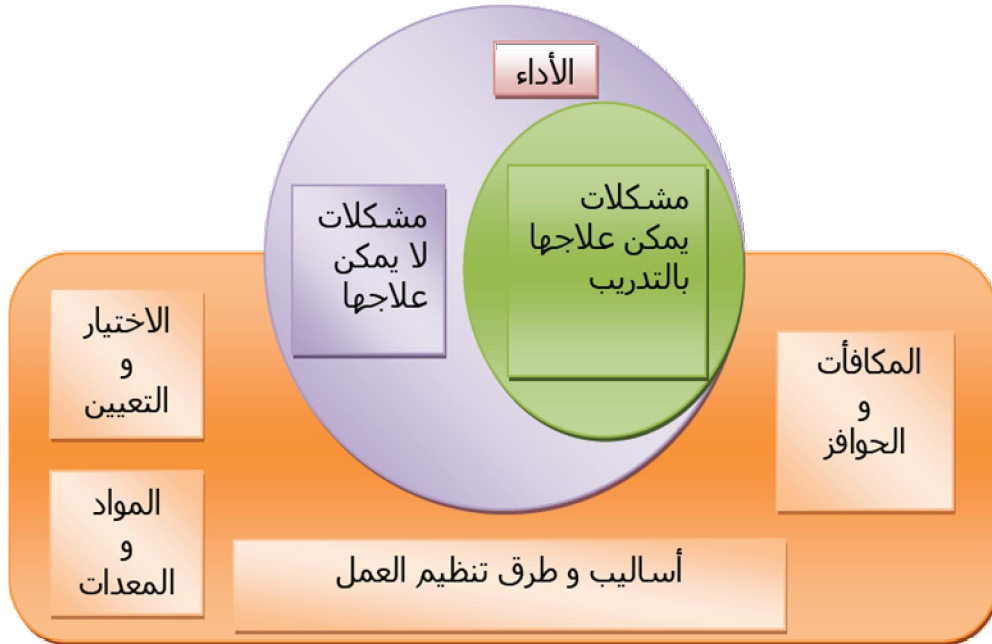 الأداء
مشكلات
يمكن علاجها
بالتدريب
مشكلات
لا يمكن
علاجها
الاختيار
و
التعيين
المكافأت
و
الحوافز
المواد
و
المعدات
أساليب و طرق تنظيم العمل